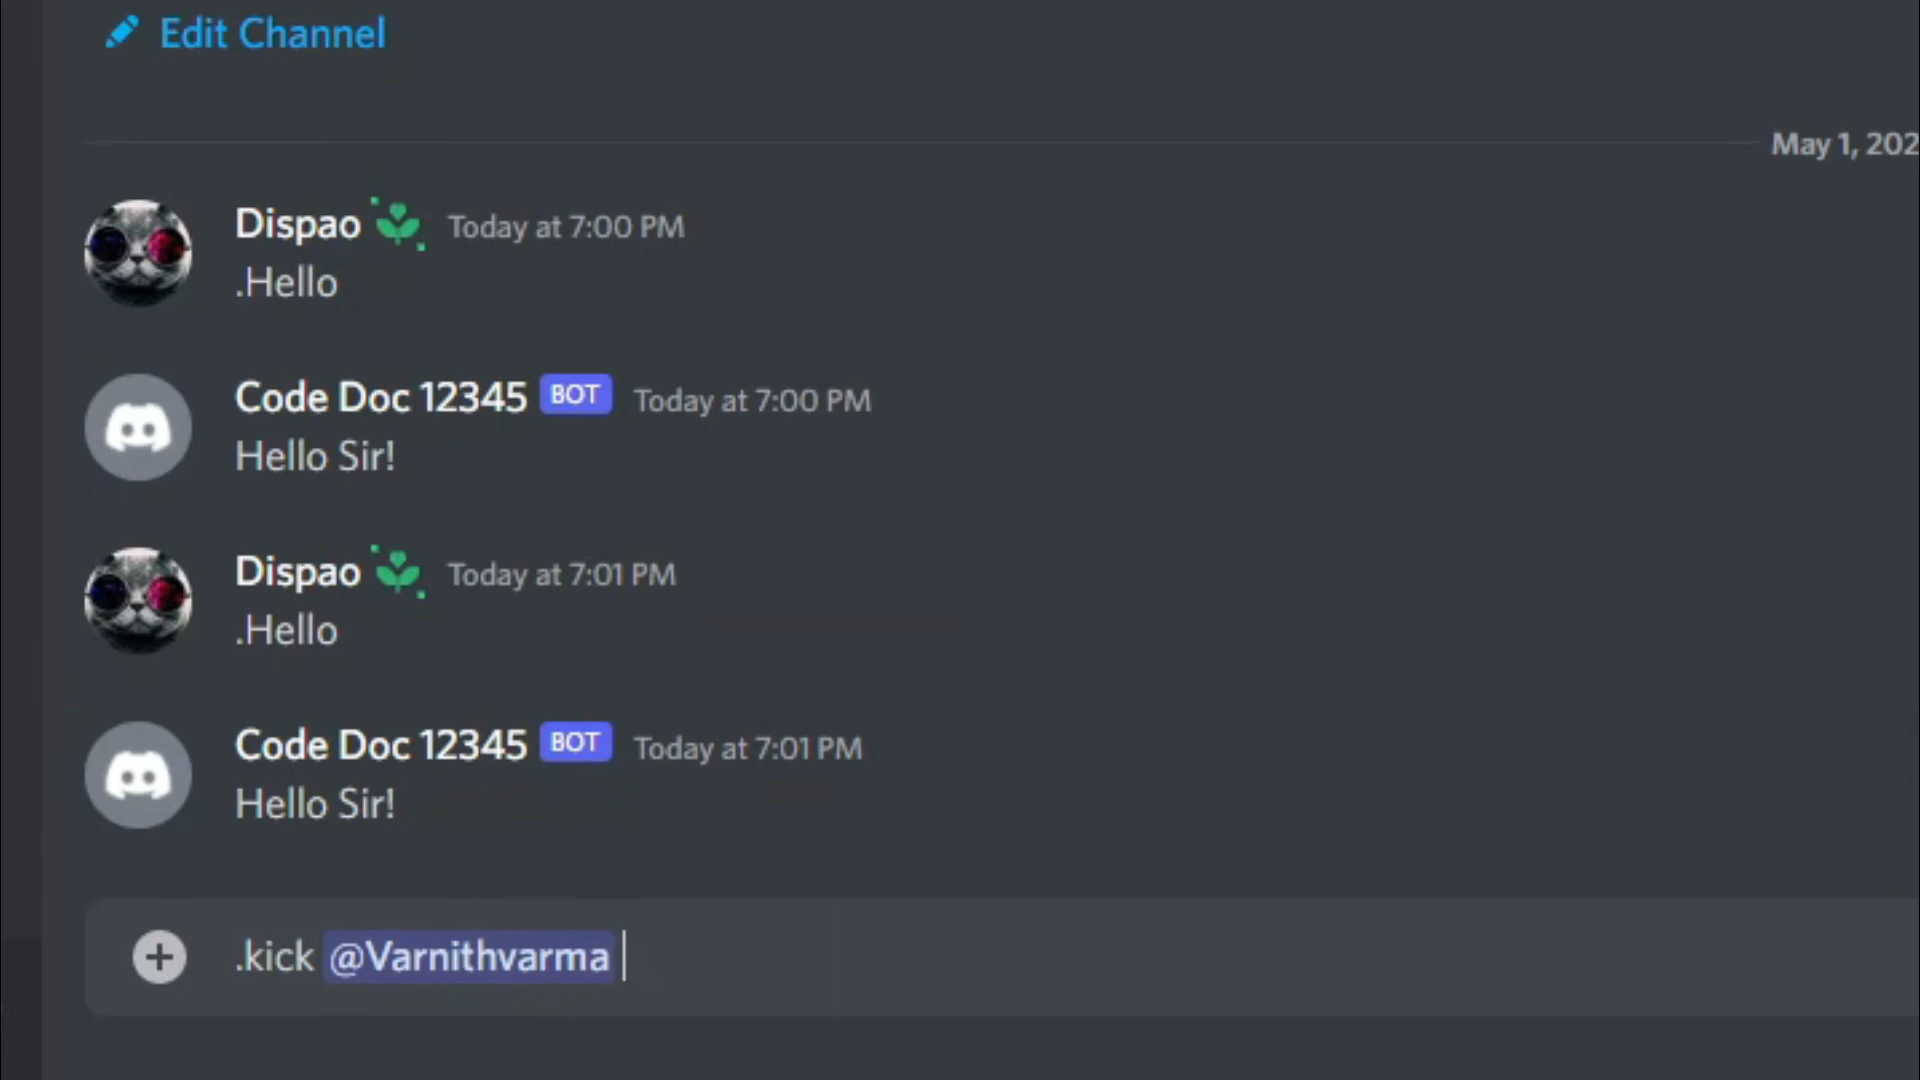 Edit Channel
May 1, 202
Dispao Today at 7:00 PM
.Hello
Code Doc 12345 BOT Today at 7:00 PM
Hello Sir!
Dispao Today at 7:01 PM
.Hello
Code Doc 12345 BOT Today at 7:01 PM
Hello Sir!
.kick @Varnithvarma